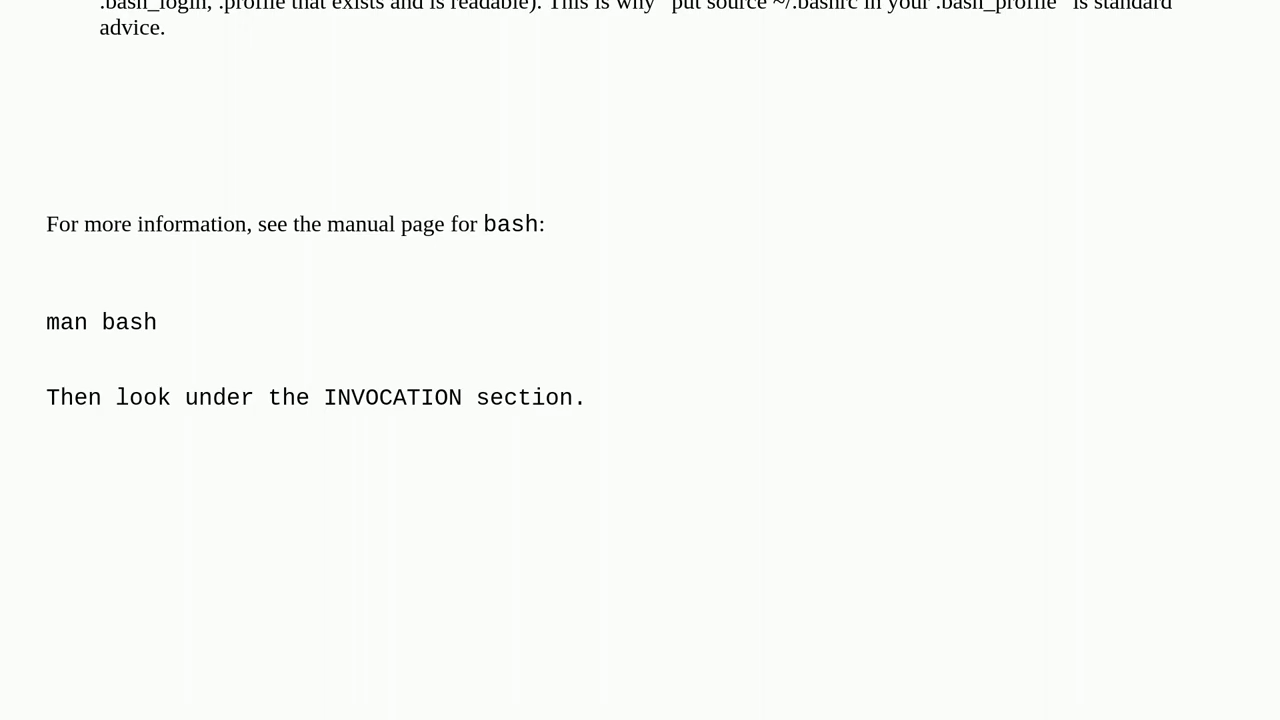 .bash_login, .profile that exists and is readable). This is why "put source ~/.bashrc in your .bash_profile" is standard
advice.
For more information, see the manual page for bash:
man bash
Then look under the INVOCATION section.